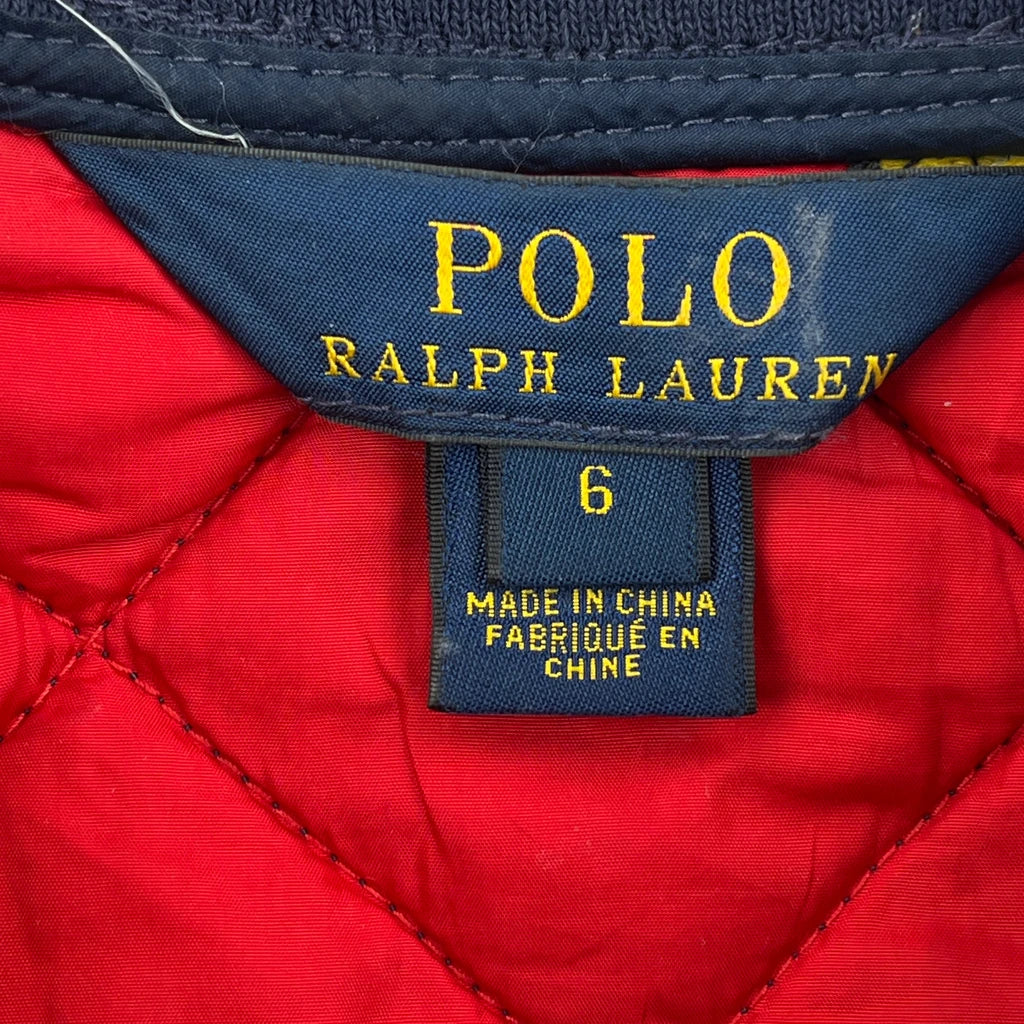 POLO
RALPH LAUREN
6
MADE IN CHINA
FABRIQUÉ EN
CHINE